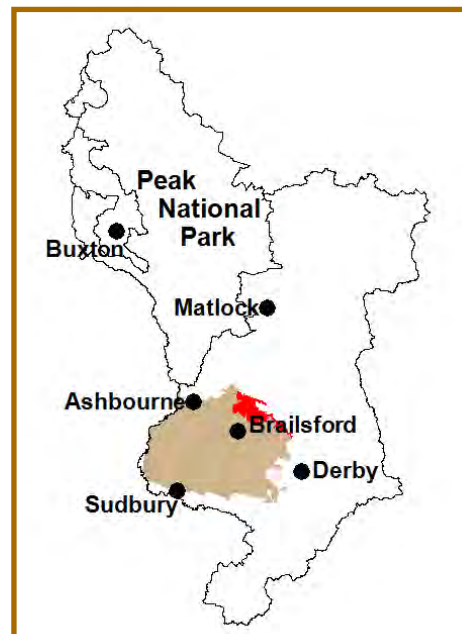 Peak
National
Park
Buxton
Matlock
Ashbourne
Brailsford
Derby
Sudbury